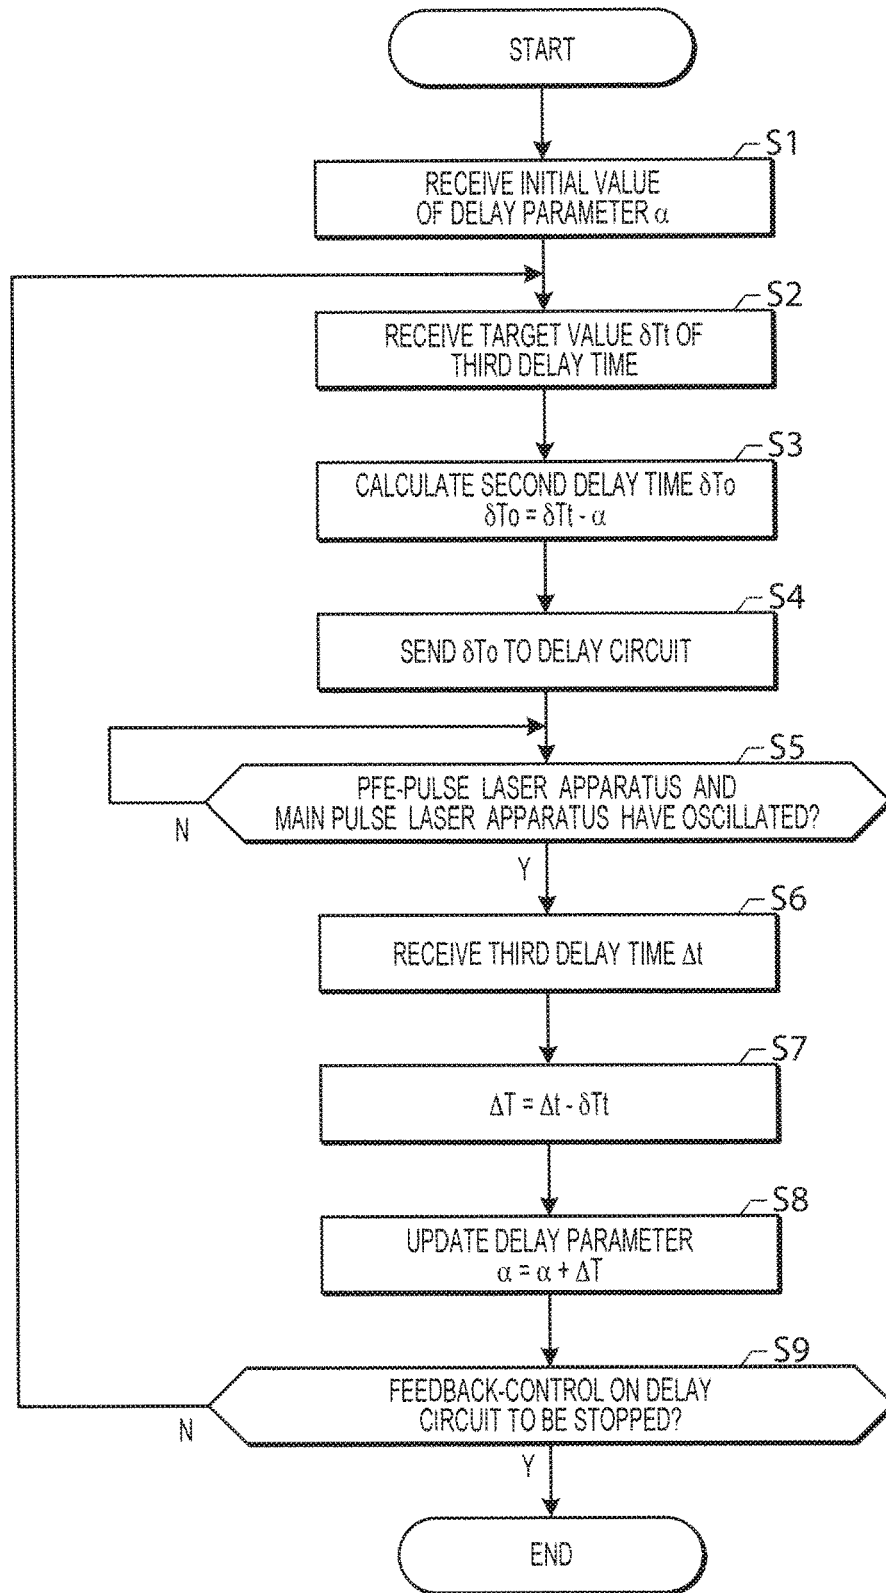 START
S1
RECEIVE INITIAL VALUE
OF DELAY PARAMETER α
S2
RECEIVE TARGET VALUE δTt OF
THIRD DELAY TIME
S3
CALCULATE SECOND DELAY TIME δTo
δTo = δTt - α
S4
SEND δTo TO DELAY CIRCUIT
S5
PFE-PULSE LASER APPARATUS AND
MAIN PULSE LASER APPARATUS HAVE OSCILLATED?
N
Y
S6
RECEIVE THIRD DELAY TIME Δt
S7
ΔT = Δt - δTt
S8
UPDATE DELAY PARAMETER
α = α + ΔT
S9
FEEDBACK-CONTROL ON DELAY
CIRCUIT TO BE STOPPED?
N
Y
END